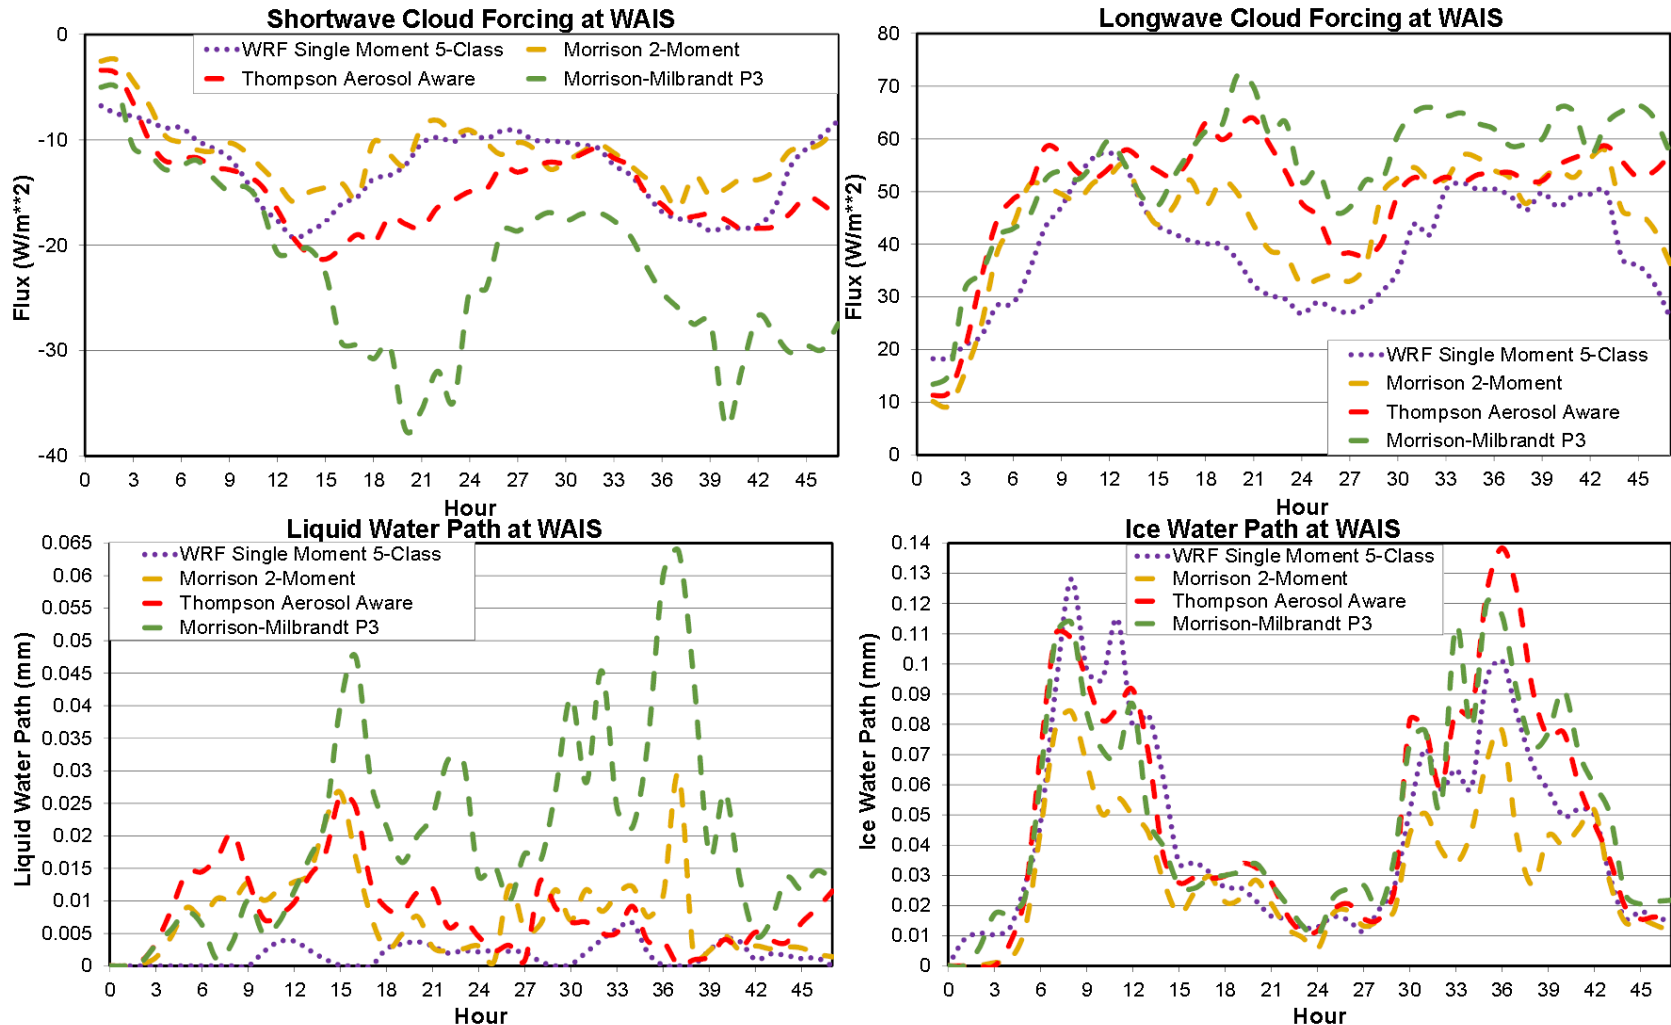 Shortwave Cloud Forcing at WAIS
WRF Single Moment 5-Class
Morrison 2-Moment
Thompson Aerosol Aware
Morrison-Milbrandt P3
Flux (W/m**2)
0
-10
-20
-30
-40
0 3 6 9 12 15 18 21 24 27 30 33 36 39 42 45
Hour
Longwave Cloud Forcing at WAIS
Flux (W/m**2)
80
70
60
50
40
30
20
10
0
WRF Single Moment 5-Class
Morrison 2-Moment
Thompson Aerosol Aware
Morrison-Milbrandt P3
0 3 6 9 12 15 18 21 24 27 30 33 36 39 42 45
Hour
Liquid Water Path at WAIS
WRF Single Moment 5-Class
Morrison 2-Moment
Thompson Aerosol Aware
Morrison-Milbrandt P3
Liquid Water Path (mm)
0.065
0.06
0.055
0.05
0.045
0.04
0.035
0.03
0.025
0.02
0.015
0.01
0.005
0
0 3 6 9 12 15 18 21 24 27 30 33 36 39 42 45
Hour
Ice Water Path at WAIS
WRF Single Moment 5-Class
Morrison 2-Moment
Thompson Aerosol Aware
Morrison-Milbrandt P3
Ice Water Path (mm)
0.14
0.13
0.12
0.11
0.1
0.09
0.08
0.07
0.06
0.05
0.04
0.03
0.02
0.01
0
0 3 6 9 12 15 18 21 24 27 30 33 36 39 42 45
Hour